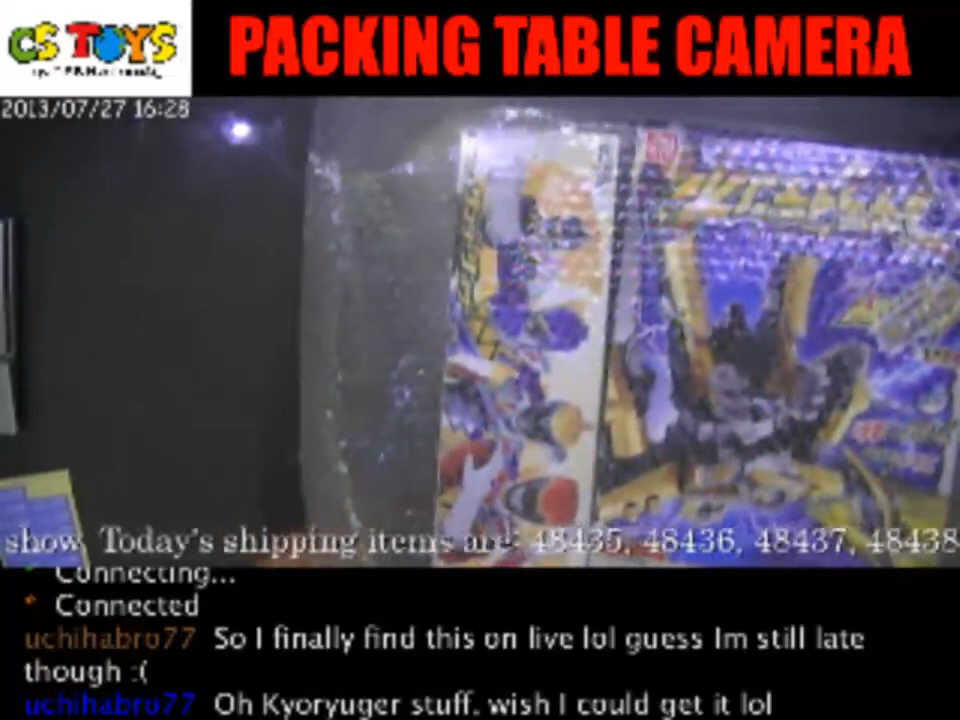 CS TOYS
PACKING TABLE CAMERA
2013/07/27 16:28
show. Today's shipping items are: 48435, 48436, 48437, 48438
Connecting...
* Connected
uchihabro77 So I finally find this on live lol guess Im still late
though :(
uchihabro77 Oh Kyoryuger stuff. wish I could get it lol